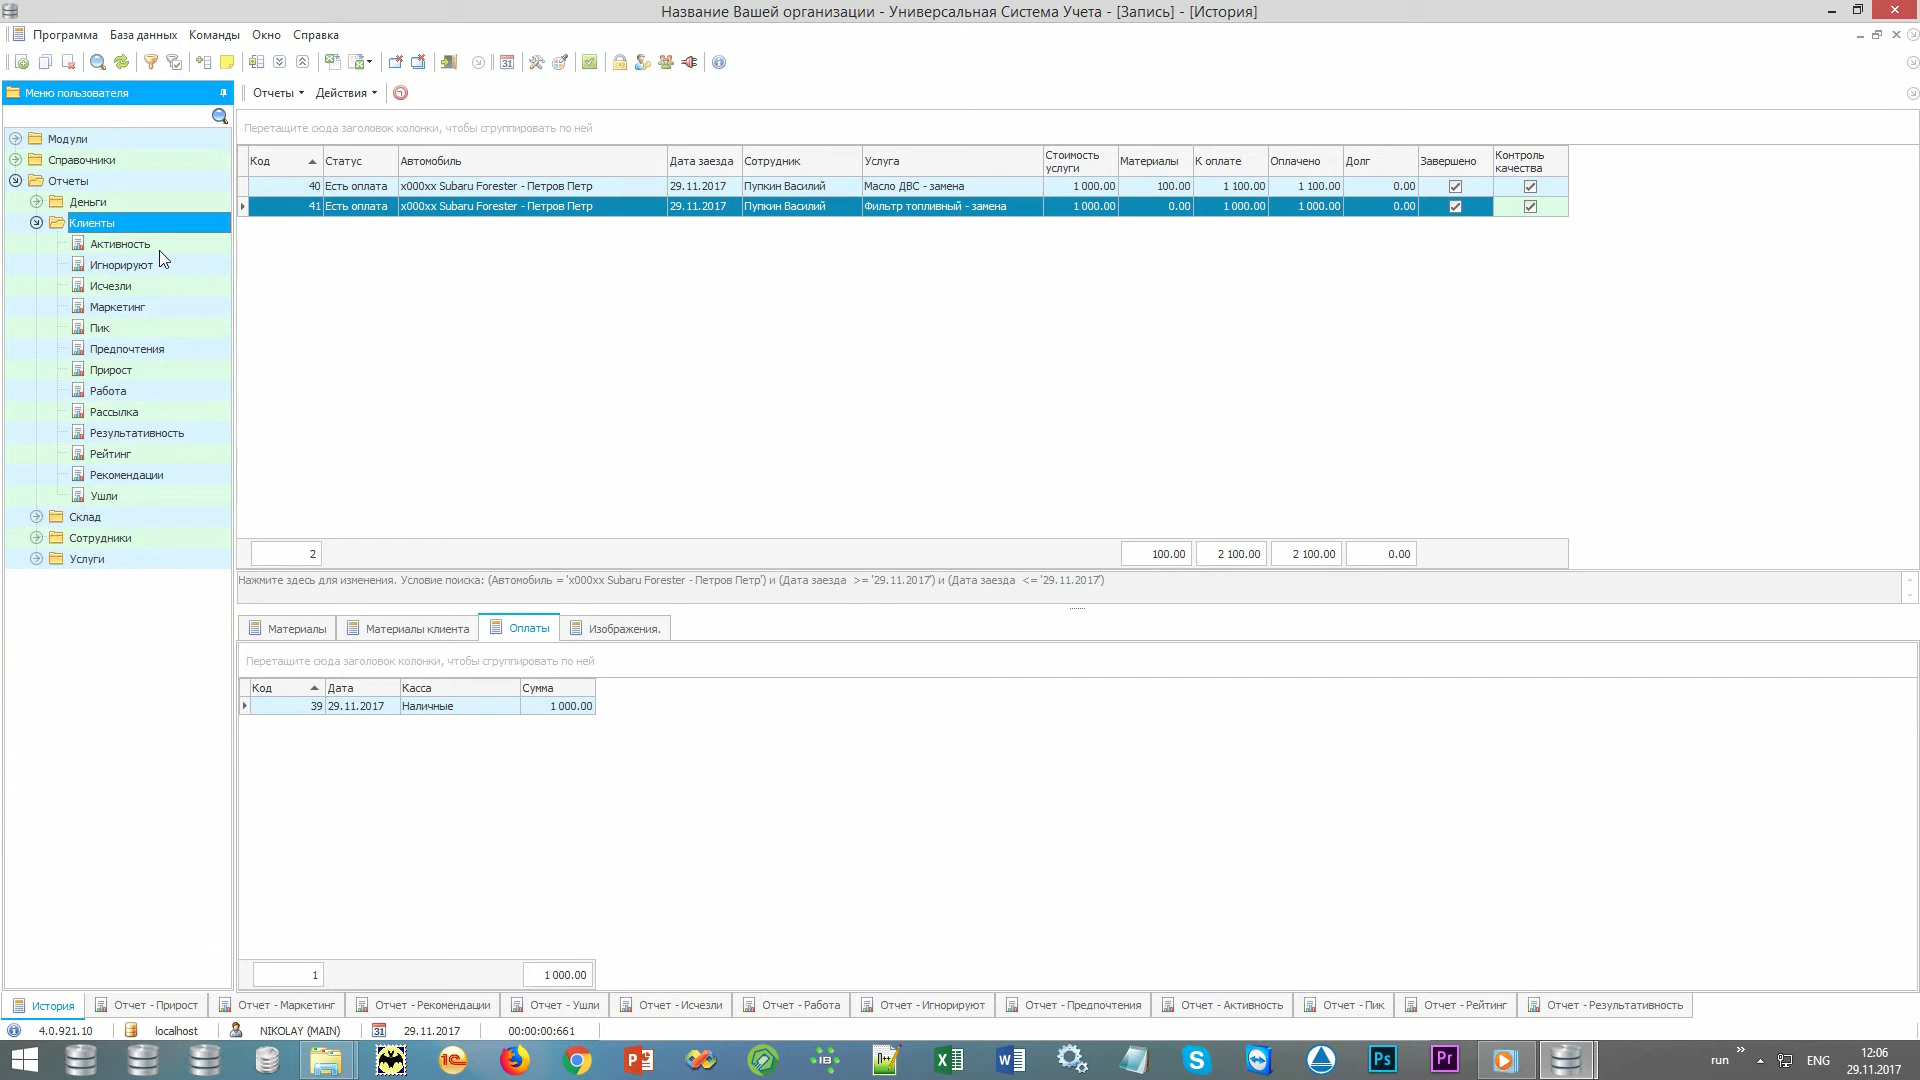 Название Вашей организации - Универсальная Система Учета - [Запись] - [История]
Программа База данных Команды Окно Справка
Меню пользователя
Отчеты Действия
Перетащите сюда заголовок колонки, чтобы сгруппировать по ней
Модули
Справочники
Отчеты
Деньги
Клиенты
Активность
Игнорируют
Исчезли
Маркетинг
Пик
Предпочтения
Прирост
Работа
Рассылка
Результативность
Рейтинг
Рекомендации
Ушли
Склад
Сотрудники
Услуги
Код Статус Автомобиль Дата заезда Сотрудник Услуга Стоимость услуги Материалы К оплате Оплачено Долг Завершено Контроль качества
40 Есть оплата x000xx Subaru Forester - Петров Петр 29.11.2017 Пупкин Василий Масло ДВС - замена 1 000.00 100.00 1 100.00 1 100.00 0.00
41 Есть оплата x000xx Subaru Forester - Петров Петр 29.11.2017 Пупкин Василий Фильтр топливный - замена 1 000.00 0.00 1 000.00 1 000.00 0.00
2 100.00 2 100.00 2 100.00 0.00
Нажмите здесь для изменения. Условие поиска: (Автомобиль = 'x000xx Subaru Forester - Петров Петр') и (Дата заезда >= '29.11.2017') и (Дата заезда <= '29.11.2017')
Материалы Материалы клиента Оплаты Изображения.
Перетащите сюда заголовок колонки, чтобы сгруппировать по ней
Код Дата Касса Сумма
39 29.11.2017 Наличные 1 000.00
1 1 000.00
История Отчет - Прирост Отчет - Маркетинг Отчет - Рекомендации Отчет - Ушли Отчет - Исчезли Отчет - Работа Отчет - Игнорируют Отчет - Предпочтения Отчет - Активность Отчет - Пик Отчет - Рейтинг Отчет - Результативность
4.0.921.10 localhost NIKOLAY (MAIN) 31 29.11.2017 00:00:00:661
run ENG 12:06
29.11.2017